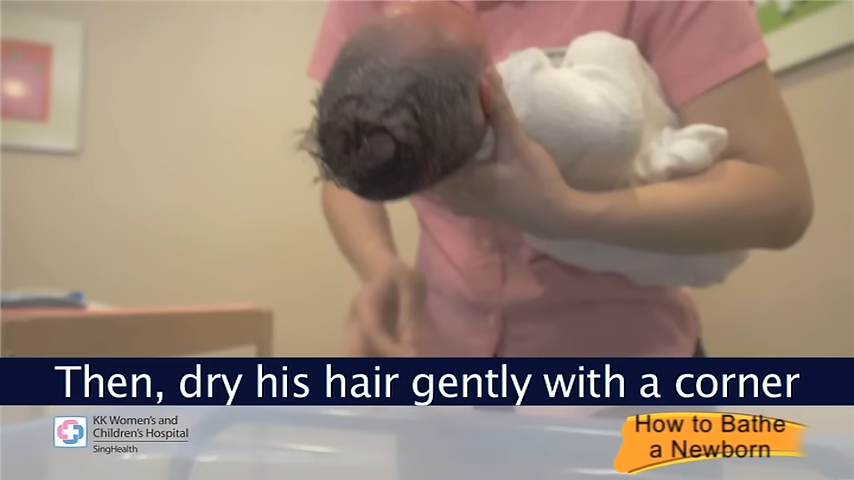 Then, dry his hair gently with a corner
KK Women's and
Children's Hospital
SingHealth
How to Bathe
a Newborn